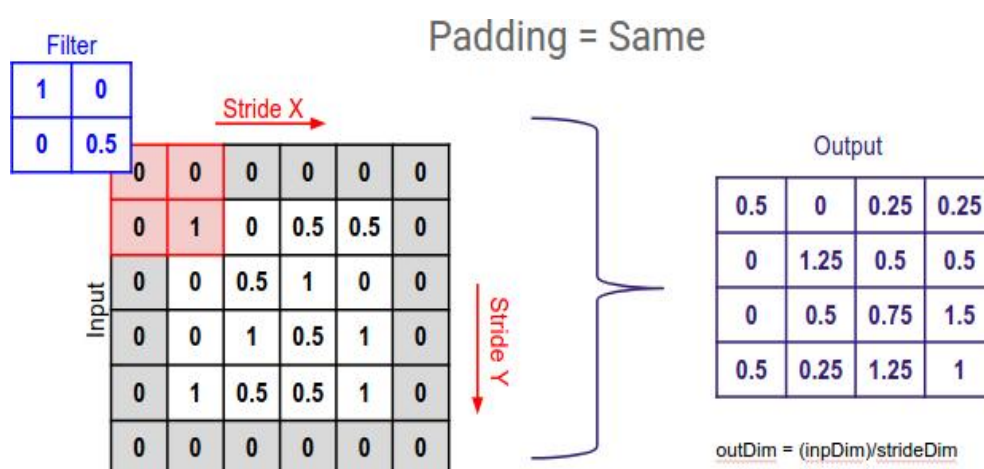 Padding = Same
Filter
1 0
0 0.5
Stride X
0 0 0 0 0 0
0 1 0 0.5 0.5 0
0 0 0.5 1 0 0
0 0 1 0.5 1 0
0 1 0.5 0.5 1 0
0 0 0 0 0 0
Input
Stride Y
Output
0.5 0 0.25 0.25
0 1.25 0.5 0.5
0 0.5 0.75 1.5
0.5 0.25 1.25 1
outDim = (inpDim)/strideDim